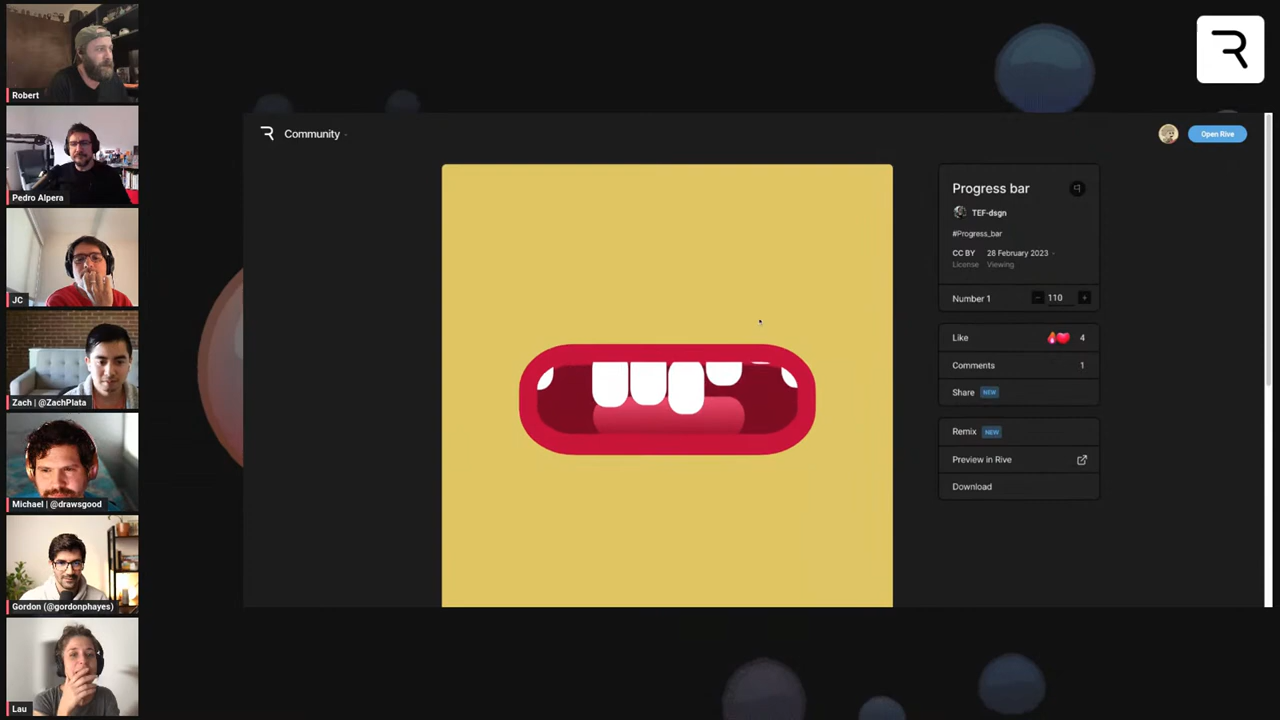 Robert
Pedro Alpera
JC
Zach | @ZachPlata
Michael | @drawsgood
Gordon (@gordonphayes)
Lau
Community
Open Rive
Progress bar
TEF-dsgn
#Progress_bar
CC BY 28 February 2023
License Viewing
Number 1 - 110 +
Like 4
Comments 1
Share NEW
Remix NEW
Preview in Rive
Download